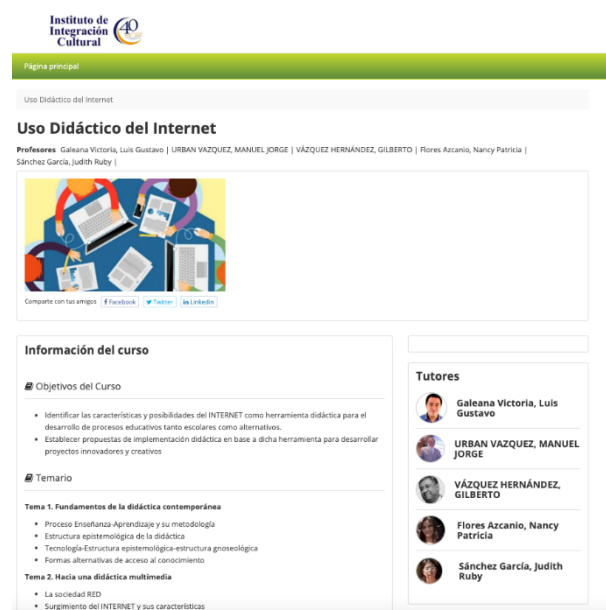 Instituto de
Integración
Cultural
40
Página principal
Uso Didáctico del Internet
Uso Didáctico del Internet
Profesores Galeana Victoria, Luis Gustavo | URBAN VAZQUEZ, MANUEL JORGE | VÁZQUEZ HERNÁNDEZ, GILBERTO | Flores Azcanio, Nancy Patricia |
Sánchez García, Judith Ruby |
Comparte con tus amigos Facebook Twitter LinkedIn
Información del curso
Objetivos del Curso
• Identificar las características y posibilidades del INTERNET como herramienta didáctica para el
desarrollo de procesos educativos tanto escolares como alternativos.
• Establecer propuestas de implementación didáctica en base a dicha herramienta para desarrollar
proyectos innovadores y creativos
Temario
Tema 1. Fundamentos de la didáctica contemporánea
• Proceso Enseñanza-Aprendizaje y su metodología
• Estructura epistemológica de la didáctica
• Tecnología-Estructura epistemológica-estructura gnoseológica
• Formas alternativas de acceso al conocimiento
Tema 2. Hacia una didáctica multimedia
• La sociedad RED
• Surgimiento del INTERNET y sus características
Tutores
Galeana Victoria, Luis
Gustavo
URBAN VAZQUEZ, MANUEL
JORGE
VÁZQUEZ HERNÁNDEZ,
GILBERTO
Flores Azcanio, Nancy
Patricia
Sánchez García, Judith
Ruby